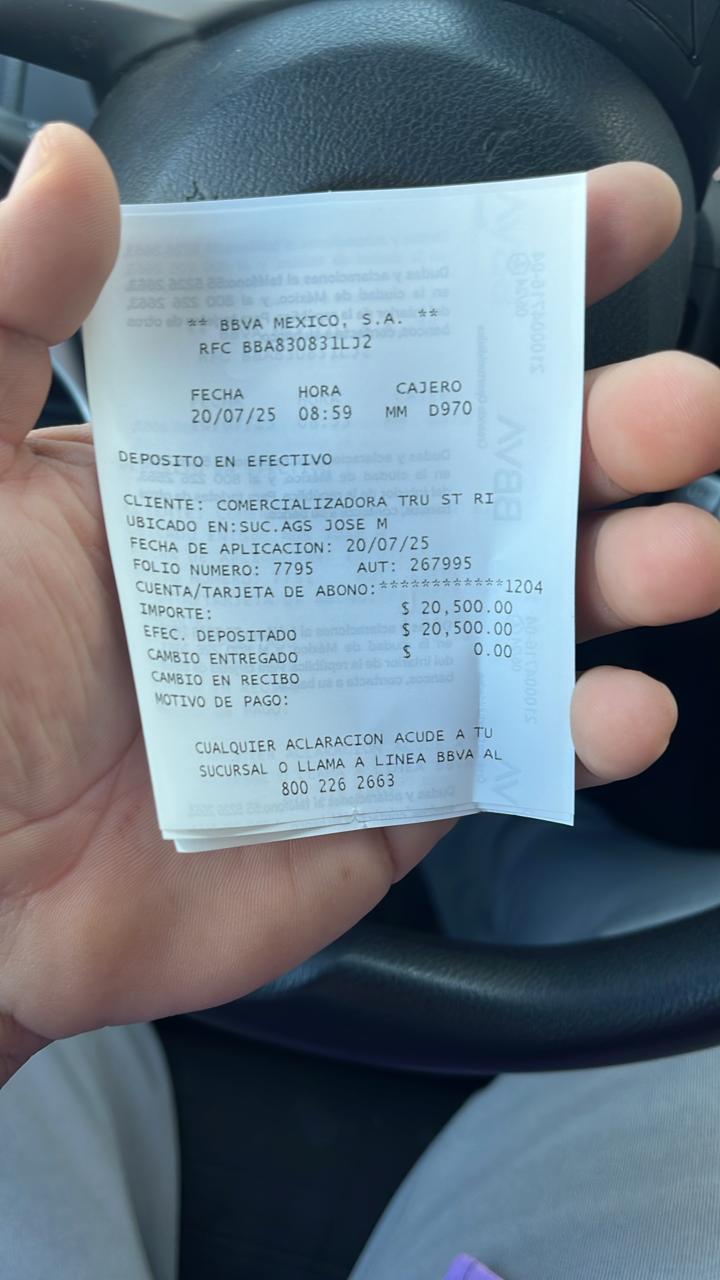 ** BBVA MEXICO, S.A. **
RFC BBA830831LJ2
FECHA HORA CAJERO
20/07/25 08:59 MM D970
DEPOSITO EN EFECTIVO
CLIENTE: COMERCIALIZADORA TRU ST RI
UBICADO EN:SUC.AGS JOSE M
FECHA DE APLICACION: 20/07/25
FOLIO NUMERO: 7795 AUT: 267995
CUENTA/TARJETA DE ABONO:************1204
IMPORTE: $ 20,500.00
EFEC. DEPOSITADO $ 20,500.00
CAMBIO ENTREGADO $ 0.00
CAMBIO EN RECIBO
MOTIVO DE PAGO:
CUALQUIER ACLARACION ACUDE A TU
SUCURSAL O LLAMA A LINEA BBVA AL
800 226 2663
BBVA
210004716-04